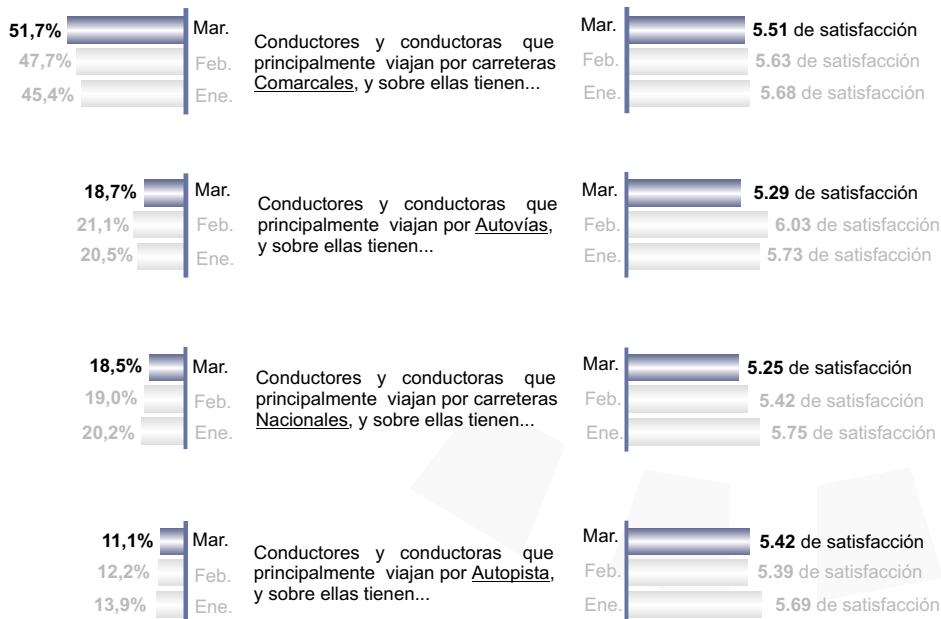 51,7% Mar.
47,7% Feb.
45,4% Ene.
Conductores y conductoras que
principalmente viajan por carreteras
Comarcales, y sobre ellas tienen...
Mar. 5.51 de satisfacción
Feb. 5.63 de satisfacción
Ene. 5.68 de satisfacción
18,7% Mar.
21,1% Feb.
20,5% Ene.
Conductores y conductoras que
principalmente viajan por Autovías,
y sobre ellas tienen...
Mar. 5.29 de satisfacción
Feb. 6.03 de satisfacción
Ene. 5.73 de satisfacción
18,5% Mar.
19,0% Feb.
20,2% Ene.
Conductores y conductoras que
principalmente viajan por carreteras
Nacionales, y sobre ellas tienen...
Mar. 5.25 de satisfacción
Feb. 5.42 de satisfacción
Ene. 5.75 de satisfacción
11,1% Mar.
12,2% Feb.
13,9% Ene.
Conductores y conductoras que
principalmente viajan por Autopista,
y sobre ellas tienen...
Mar. 5.42 de satisfacción
Feb. 5.39 de satisfacción
Ene. 5.69 de satisfacción